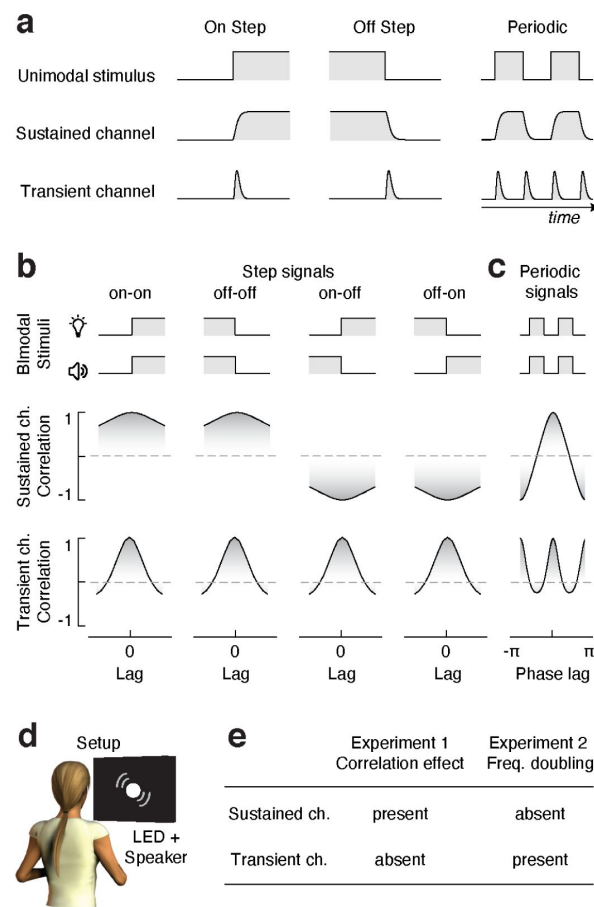 a
On Step Off Step Periodic
Unimodal stimulus
Sustained channel
Transient channel
time
b
Step signals
on-on off-off on-off off-on
c
Periodic
signals
BImodal
Stimuli
Sustained ch.
Correlation
1
-1
Transient ch.
Correlation
1
-1
0 0 0 0 -π π
Lag Lag Lag Lag Phase lag
d
Setup
LED +
Speaker
e
Experiment 1 Experiment 2
Correlation effect Freq. doubling
Sustained ch. present absent
Transient ch. absent present